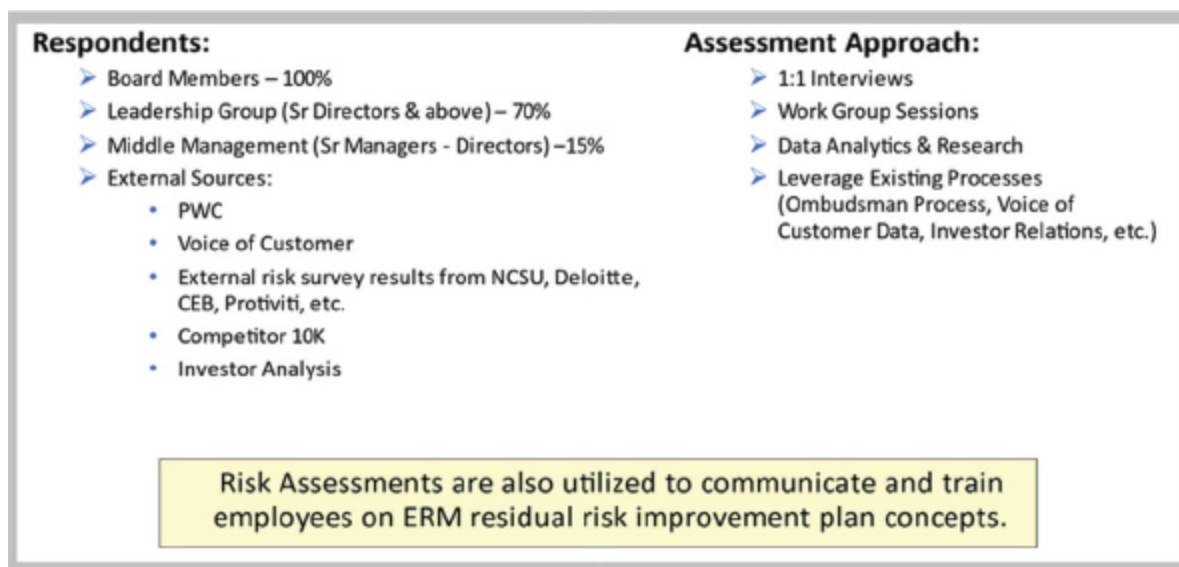 Respondents:
➢ Board Members – 100%
➢ Leadership Group (Sr Directors & above) – 70%
➢ Middle Management (Sr Managers - Directors) –15%
➢ External Sources:
• PWC
• Voice of Customer
• External risk survey results from NCSU, Deloitte,
CEB, Protiviti, etc.
• Competitor 10K
• Investor Analysis
Assessment Approach:
➢ 1:1 Interviews
➢ Work Group Sessions
➢ Data Analytics & Research
➢ Leverage Existing Processes
(Ombudsman Process, Voice of
Customer Data, Investor Relations, etc.)
Risk Assessments are also utilized to communicate and train
employees on ERM residual risk improvement plan concepts.